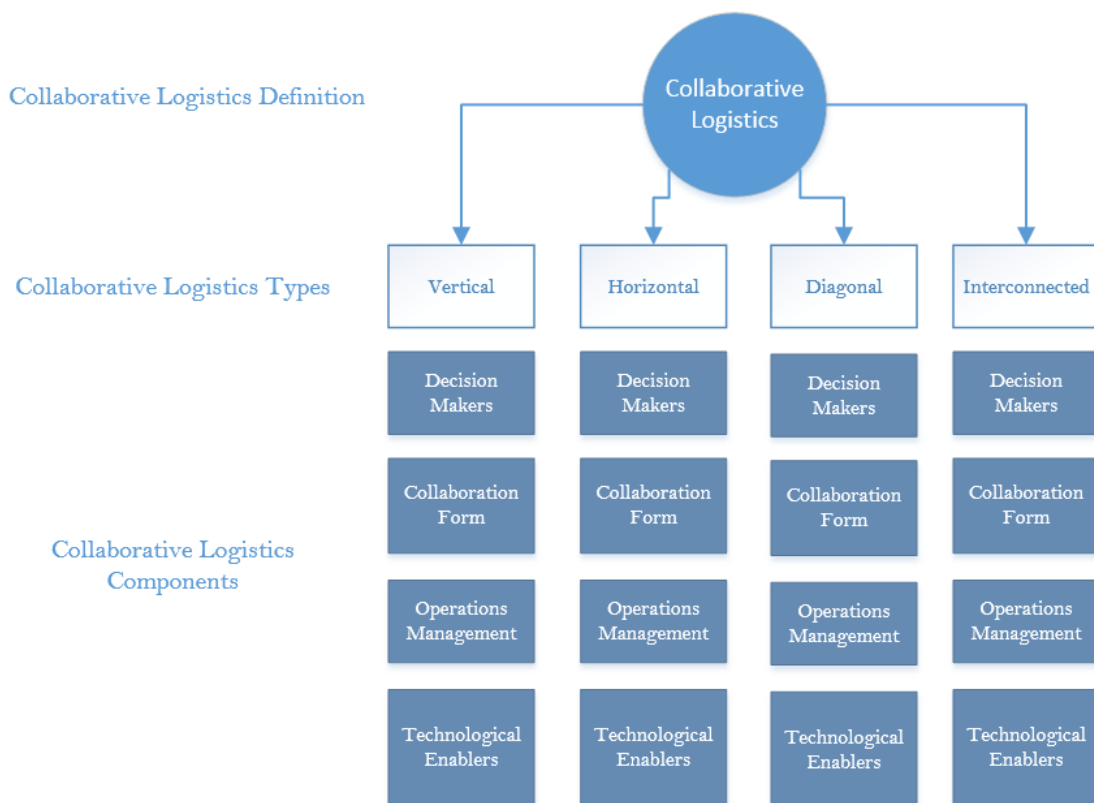 Collaborative Logistics Definition
Collaborative
Logistics
Collaborative Logistics Types
Vertical
Horizontal
Diagonal
Interconnected
Collaborative Logistics
Components
Decision
Makers
Decision
Makers
Decision
Makers
Decision
Makers
Collaboration
Form
Collaboration
Form
Collaboration
Form
Collaboration
Form
Operations
Management
Operations
Management
Operations
Management
Operations
Management
Technological
Enablers
Technological
Enablers
Technological
Enablers
Technological
Enablers